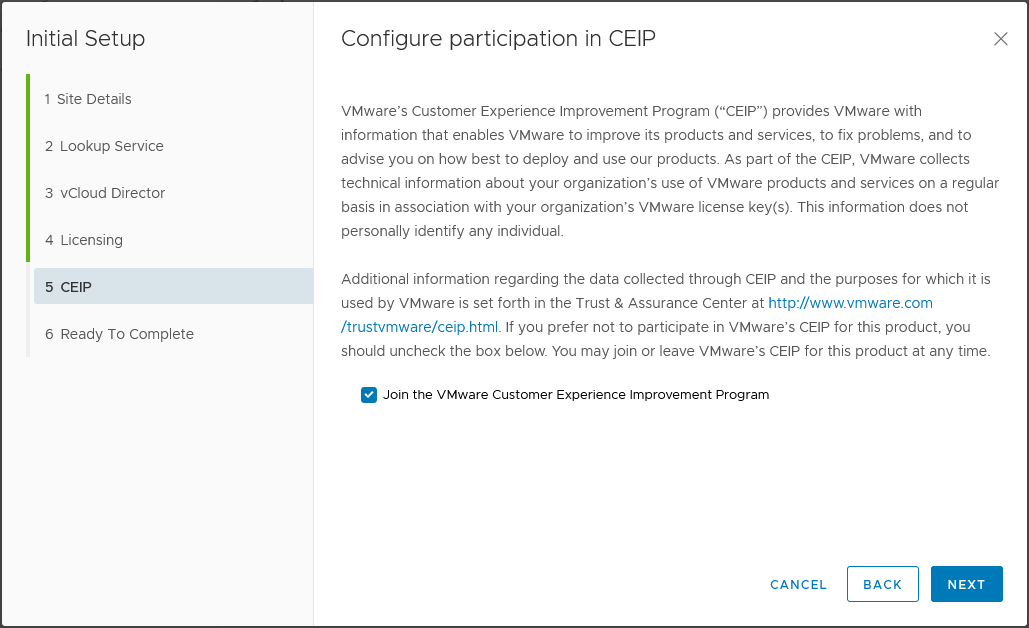 Initial Setup
1 Site Details
2 Lookup Service
3 vCloud Director
4 Licensing
5 CEIP
6 Ready To Complete
Configure participation in CEIP
VMware’s Customer Experience Improvement Program (“CEIP”) provides VMware with
information that enables VMware to improve its products and services, to fix problems, and to
advise you on how best to deploy and use our products. As part of the CEIP, VMware collects
technical information about your organization’s use of VMware products and services on a regular
basis in association with your organization’s VMware license key(s). This information does not
personally identify any individual.
Additional information regarding the data collected through CEIP and the purposes for which it is
used by VMware is set forth in the Trust & Assurance Center at http://www.vmware.com
/trustvmware/ceip.html. If you prefer not to participate in VMware’s CEIP for this product, you
should uncheck the box below. You may join or leave VMware’s CEIP for this product at any time.
Join the VMware Customer Experience Improvement Program
CANCEL BACK NEXT